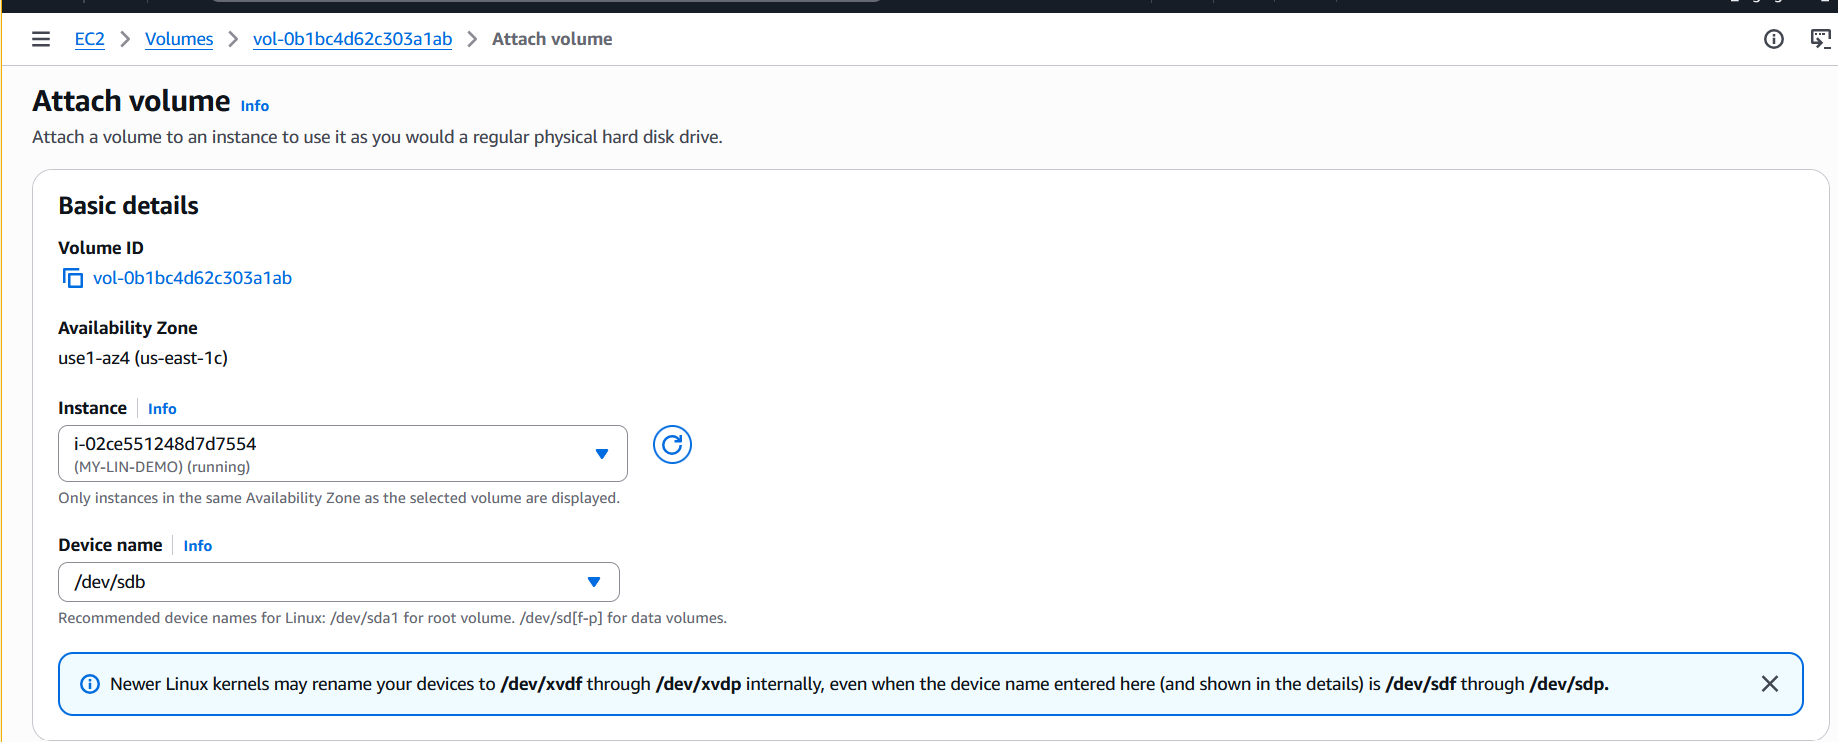 EC2 > Volumes > vol-0b1bc4d62c303a1ab > Attach volume
Attach volume Info
Attach a volume to an instance to use it as you would a regular physical hard disk drive.
Basic details
Volume ID
vol-0b1bc4d62c303a1ab
Availability Zone
use1-az4 (us-east-1c)
Instance Info
i-02ce551248d7d7554
(MY-LIN-DEMO) (running)
Only instances in the same Availability Zone as the selected volume are displayed.
Device name Info
/dev/sdb
Recommended device names for Linux: /dev/sda1 for root volume. /dev/sd[f-p] for data volumes.
Newer Linux kernels may rename your devices to /dev/xvdf through /dev/xvdp internally, even when the device name entered here (and shown in the details) is /dev/sdf through /dev/sdp.